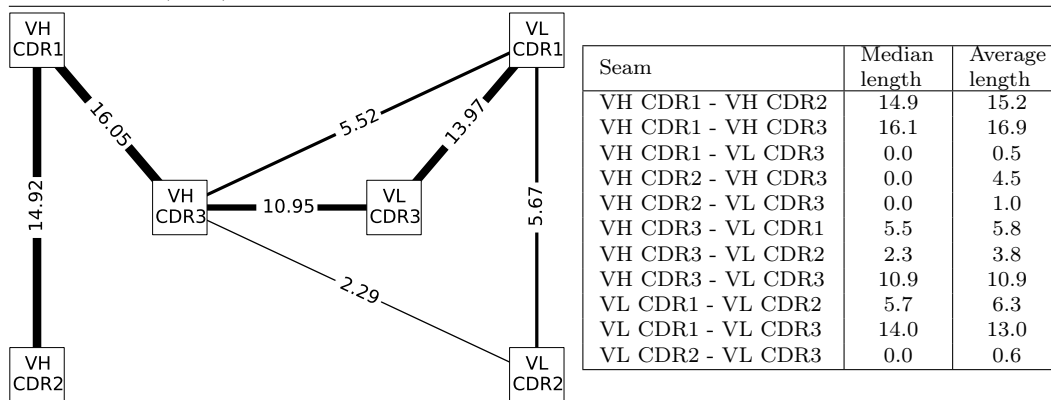 VH
CDR1
VL
CDR1
16.05
5.52
13.97
14.92
VH
CDR3
10.95
VL
CDR3
5.67
2.29
VH
CDR2
VL
CDR2
Seam Median length Average length
VH CDR1 - VH CDR2 14.9 15.2
VH CDR1 - VH CDR3 16.1 16.9
VH CDR1 - VL CDR3 0.0 0.5
VH CDR2 - VH CDR3 0.0 4.5
VH CDR2 - VL CDR3 0.0 1.0
VH CDR3 - VL CDR1 5.5 5.8
VH CDR3 - VL CDR2 2.3 3.8
VH CDR3 - VL CDR3 10.9 10.9
VL CDR1 - VL CDR2 5.7 6.3
VL CDR1 - VL CDR3 14.0 13.0
VL CDR2 - VL CDR3 0.0 0.6